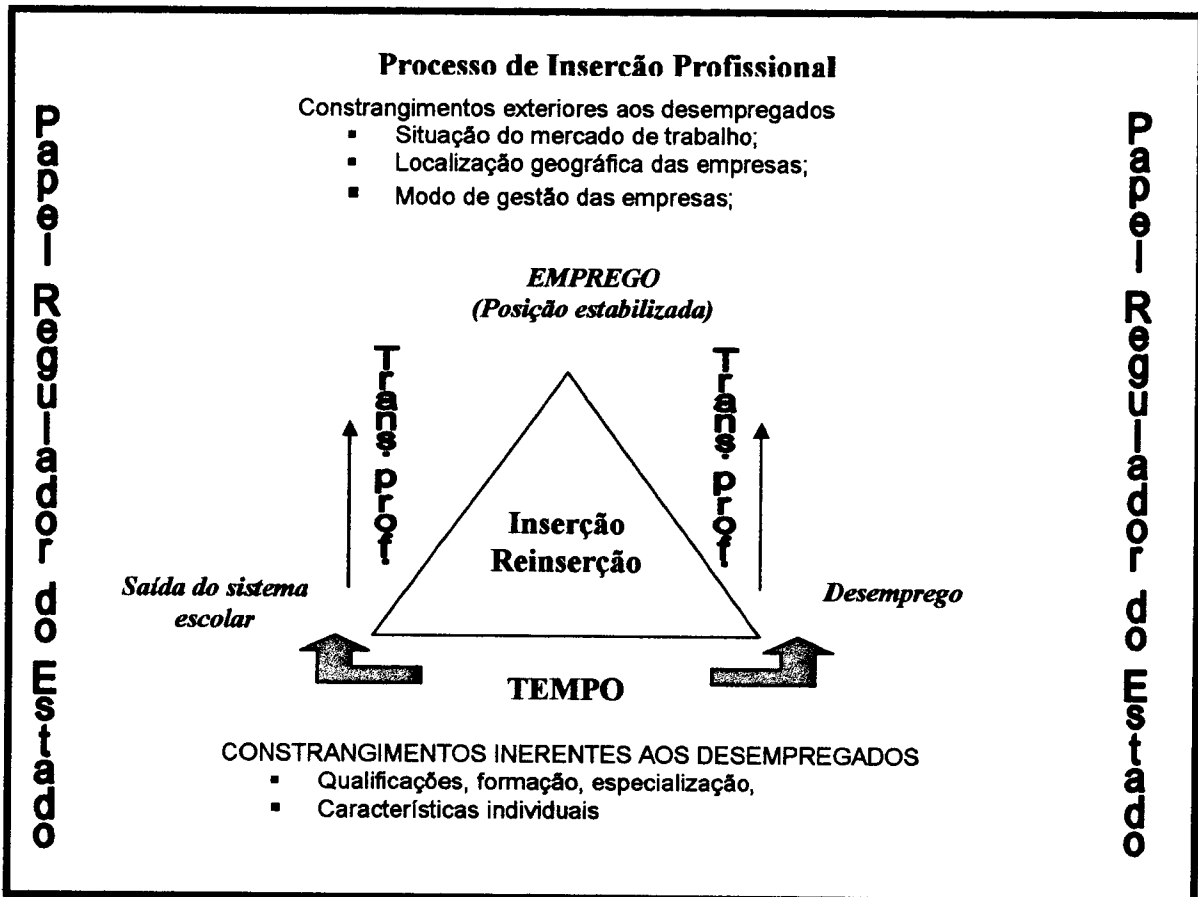 Processo de Insercão Profissional
Constrangimentos exteriores aos desempregados
▪ Situação do mercado de trabalho;
▪ Localização geográfica das empresas;
▪ Modo de gestão das empresas;
Papel Regulador do Estado
EMPREGO
(Posição estabilizada)
Trans. prof.
Trans. prof.
Inserção
Reinserção
Saída do sistema
escolar
Desemprego
TEMPO
CONSTRANGIMENTOS INERENTES AOS DESEMPREGADOS
▪ Qualificações, formação, especialização,
▪ Características individuais
Papel Regulador do Estado